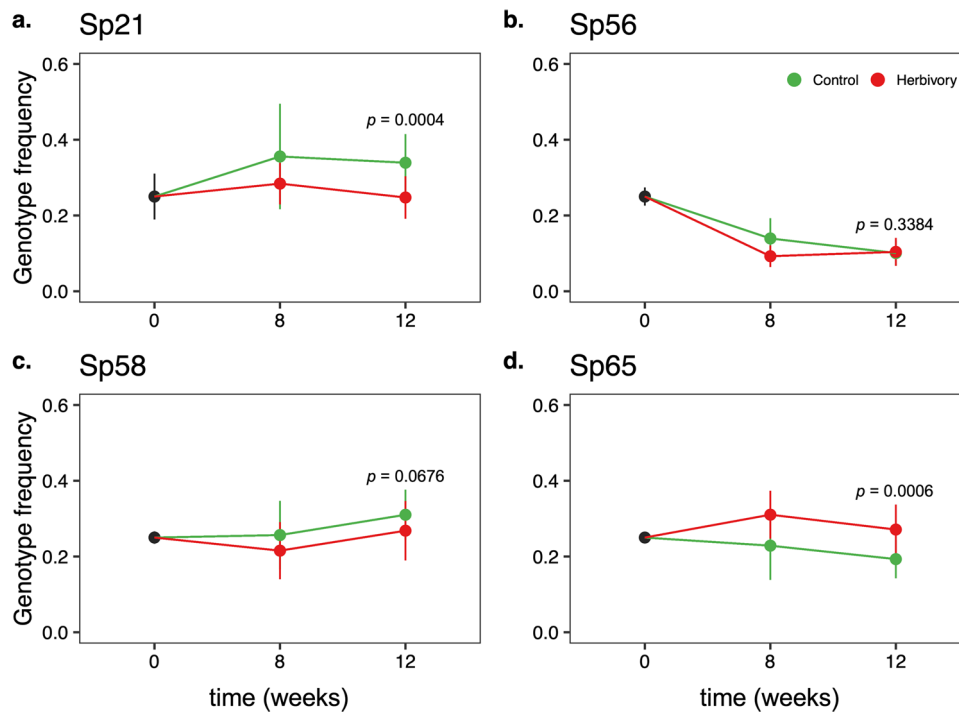 a. Sp21
b. Sp56
Genotype frequency
0.6
0.4
0.2
0.0
p = 0.0004
0 8 12
Control Herbivory
p = 0.3384
0.6
0.4
0.2
0.0
0 8 12
c. Sp58
d. Sp65
Genotype frequency
0.6
0.4
0.2
0.0
p = 0.0676
0 8 12
time (weeks)
0.6
0.4
0.2
0.0
p = 0.0006
0 8 12
time (weeks)